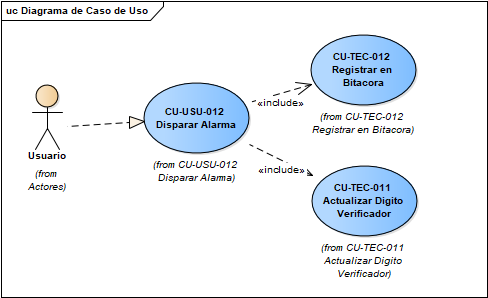 uc Diagrama de Caso de Uso
CU-TEC-012
Registrar en
Bitacora
«include»
(from CU-TEC-012
Registrar en Bitacora)
CU-USU-012
Disparar Alarma
(from CU-USU-012
Disparar Alarma)
Usuario
(from
Actores)
«include»
CU-TEC-011
Actualizar Digito
Verificador
(from CU-TEC-011
Actualizar Digito
Verificador)